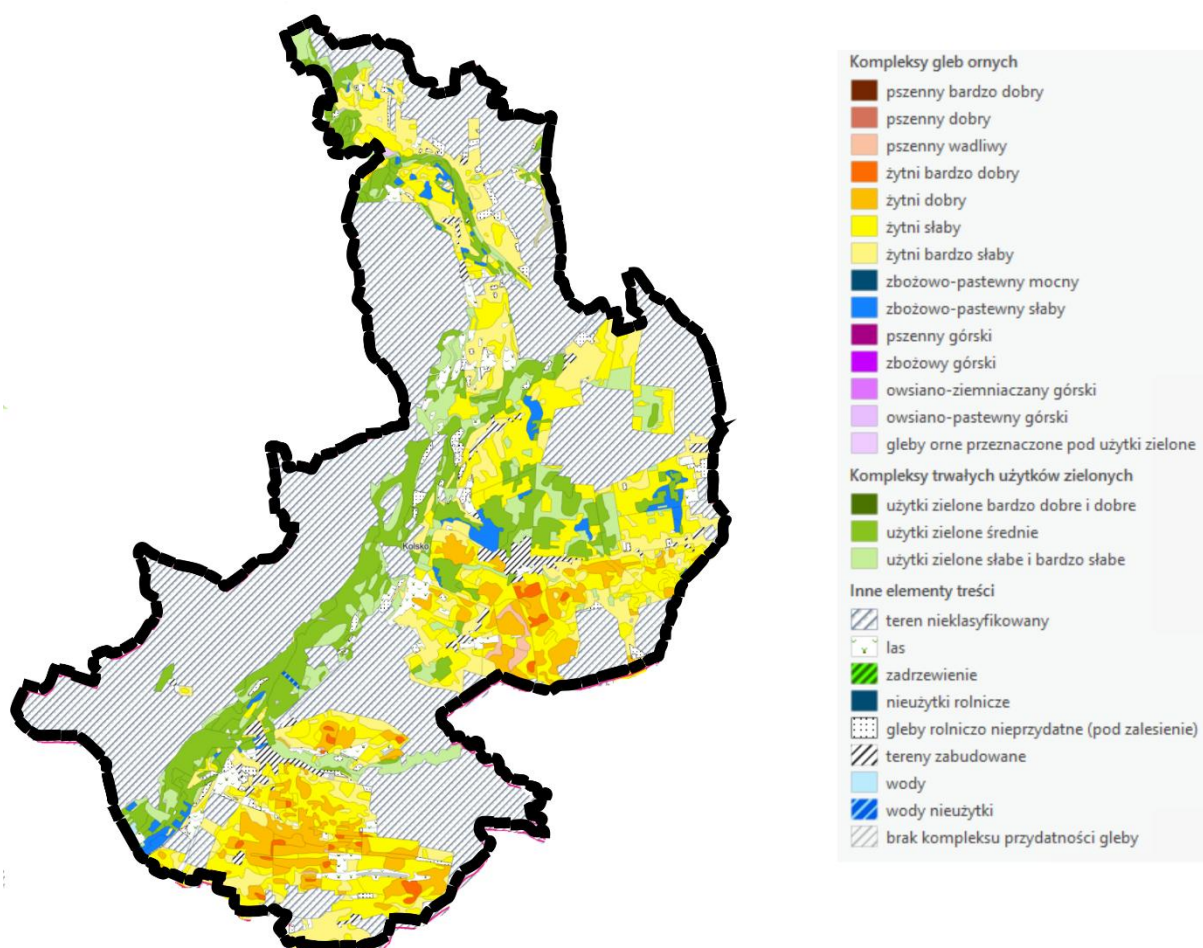 Kolsko
Kompleksy gleb ornych
pszenny bardzo dobry
pszenny dobry
pszenny wadliwy
żytni bardzo dobry
żytni dobry
żytni słaby
żytni bardzo słaby
zbożowo-pastewny mocny
zbożowo-pastewny słaby
pszenny górski
zbożowy górski
owsiano-ziemniaczany górski
owsiano-pastewny górski
gleby orne przeznaczone pod użytki zielone
Kompleksy trwałych użytków zielonych
użytki zielone bardzo dobre i dobre
użytki zielone średnie
użytki zielone słabe i bardzo słabe
Inne elementy treści
teren nieklasyfikowany
las
zadrzewienie
nieużytki rolnicze
gleby rolniczo nieprzydatne (pod zalesienie)
tereny zabudowane
wody
wody nieużytki
brak kompleksu przydatności gleby